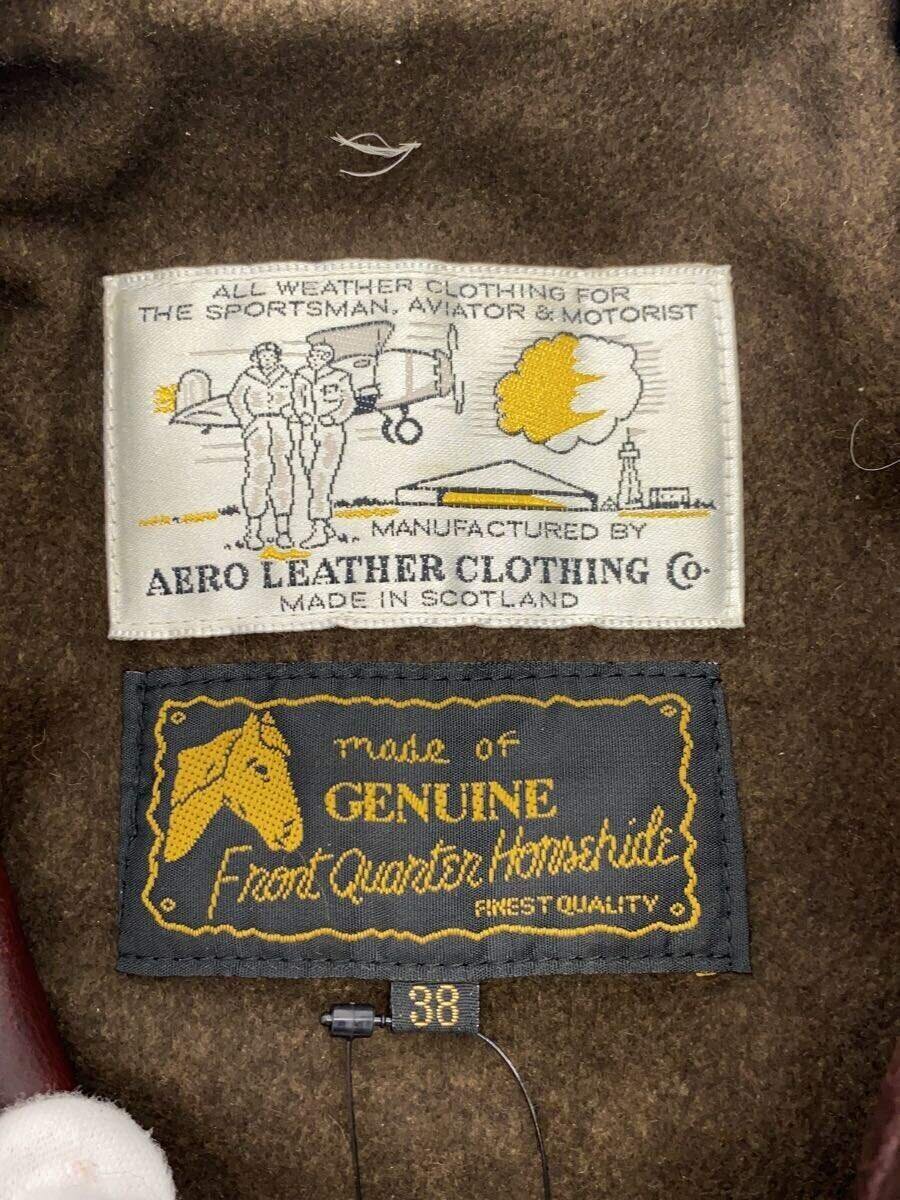 ALL WEATHER CLOTHING FOR
THE SPORTSMAN, AVIATOR & MOTORIST
MANUFACTURED BY
AERO LEATHER CLOTHING Co.
MADE IN SCOTLAND
made of
GENUINE
Front Quarter Horsehide
FINEST QUALITY
38